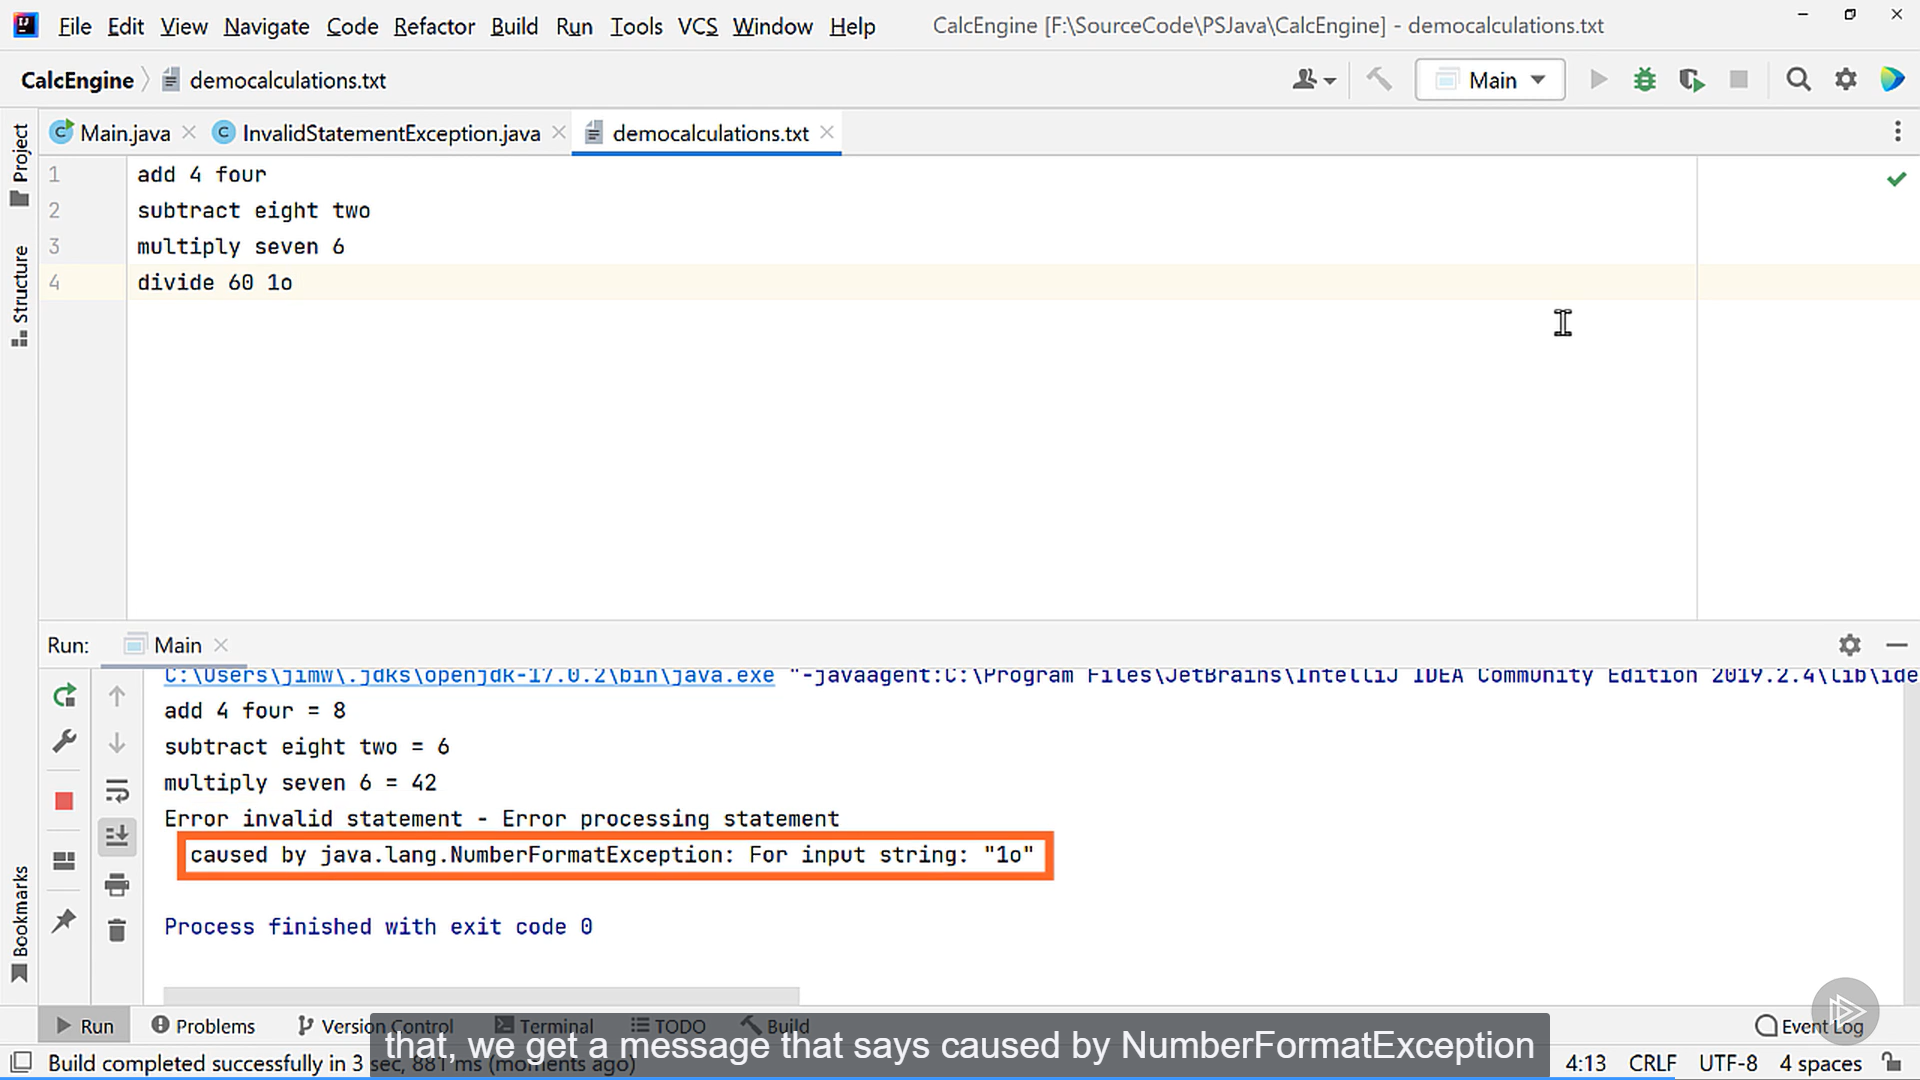 File Edit View Navigate Code Refactor Build Run Tools VCS Window Help CalcEngine [F:\SourceCode\PSJava\CalcEngine] - democalculations.txt
CalcEngine democalculations.txt Main
Main.java InvalidStatementException.java democalculations.txt
Project
Structure
Bookmarks
1 add 4 four
2 subtract eight two
3 multiply seven 6
4 divide 60 1o
Run: Main
C:\Users\jimw\.jdks\openjdk-17.0.2\bin\java.exe "-javaagent:C:\Program Files\JetBrains\IntelliJ IDEA Community Edition 2019.2.4\lib\ide
add 4 four = 8
subtract eight two = 6
multiply seven 6 = 42
Error invalid statement - Error processing statement
caused by java.lang.NumberFormatException: For input string: "1o"
Process finished with exit code 0
Run Problems Version Control Terminal TODO Build Event Log
that, we get a message that says caused by NumberFormatException
Build completed successfully in 3 sec, 881 ms (moments ago) 4:13 CRLF UTF-8 4 spaces